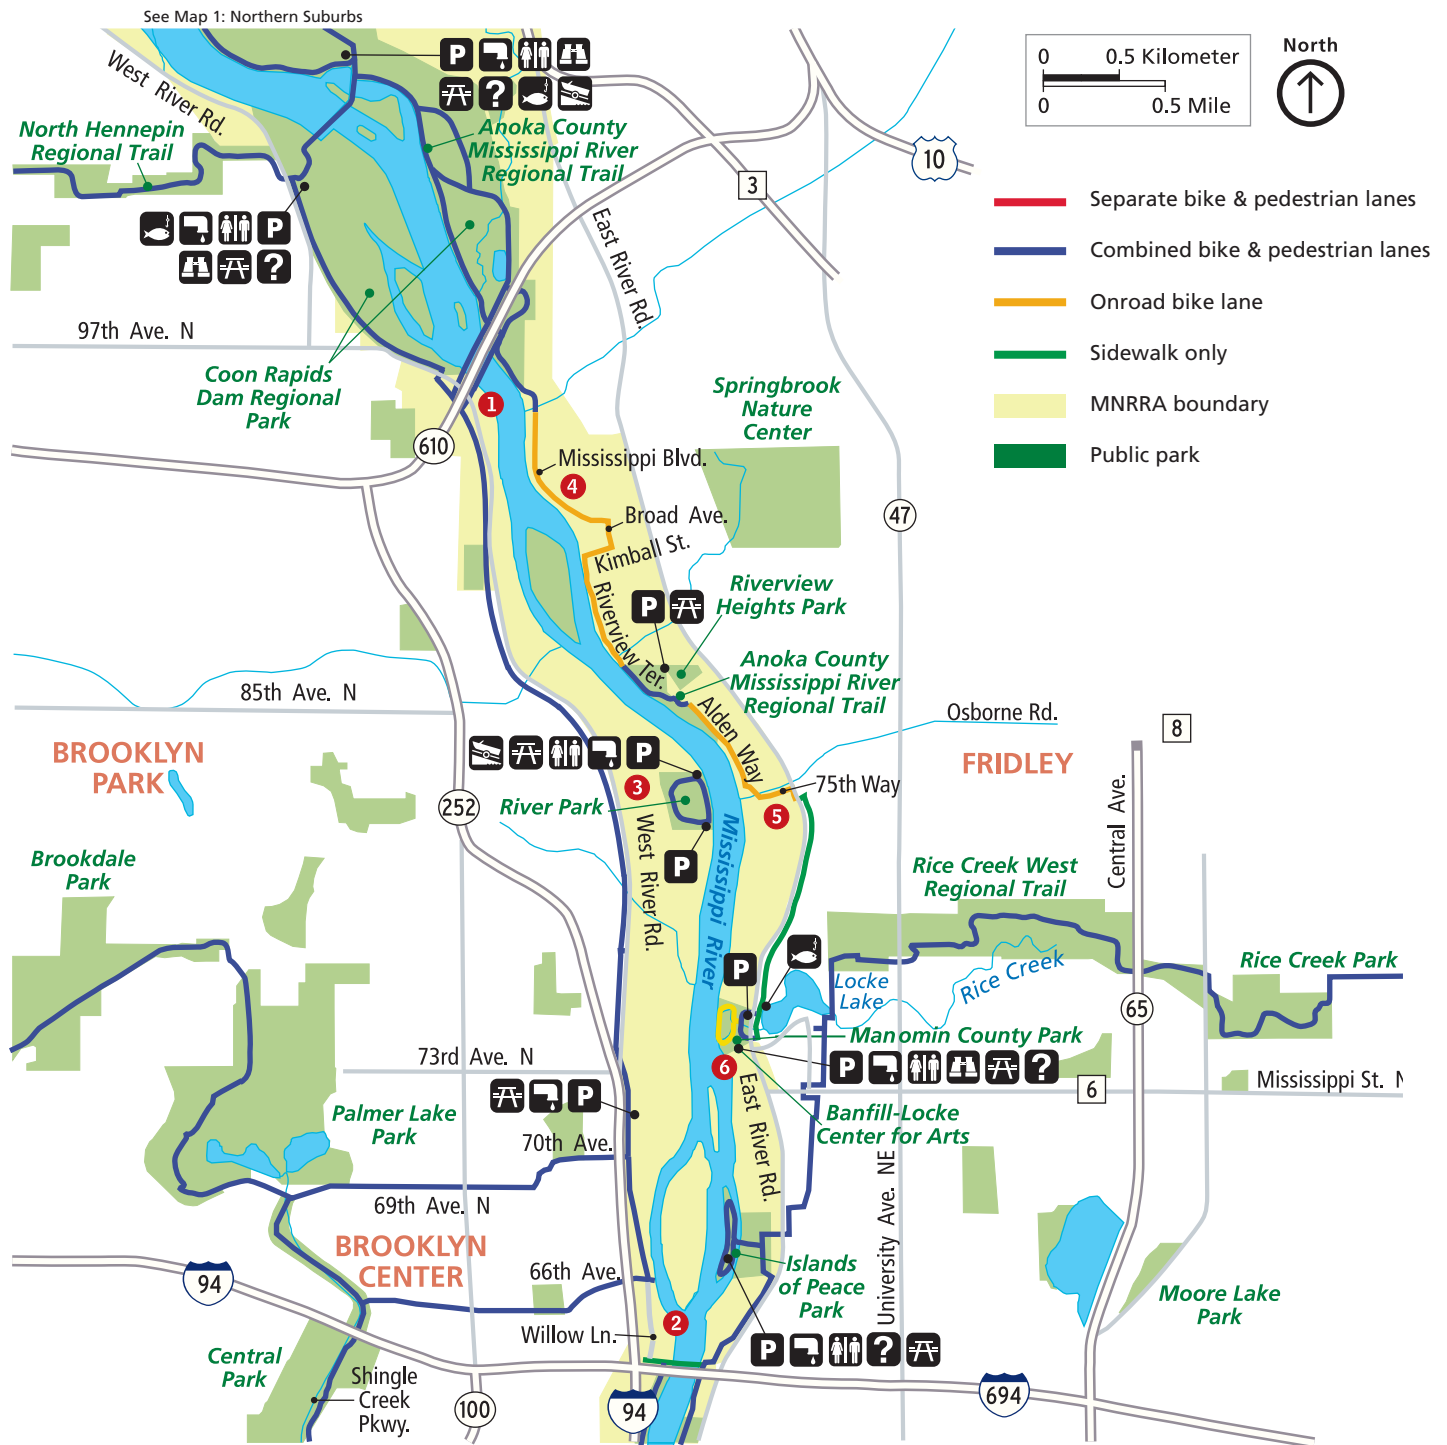 See Map 1: Northern Suburbs
0 0.5 Kilometer
0 0.5 Mile
North
West River Rd.
P
?
North Hennepin
Regional Trail
Anoka County
Mississippi River
Regional Trail
10
3
Separate bike & pedestrian lanes
Combined bike & pedestrian lanes
Onroad bike lane
Sidewalk only
MNRRA boundary
Public park
P
?
East River Rd.
97th Ave. N
Coon Rapids
Dam Regional
Park
1
610
Springbrook
Nature
Center
Mississippi Blvd.
4
Broad Ave.
Kimball St.
47
Riverview
Heights Park
P
Riverview Ter.
Anoka County
Mississippi River
Regional Trail
85th Ave. N
Alden Way
Osborne Rd.
8
BROOKLYN
PARK
FRIDLEY
P
3
75th Way
River Park
252
5
Mississippi River
West River Rd.
Central Ave.
P
Brookdale
Park
Rice Creek West
Regional Trail
P
Locke
Lake
Rice Creek
Rice Creek Park
65
Manomin County Park
73rd Ave. N
6
P
?
6
Mississippi St. N
P
East River Rd.
Palmer Lake
Park
70th Ave.
Banfill-Locke
Center for Arts
69th Ave. N
University Ave. NE
BROOKLYN
CENTER
94
66th Ave.
Islands
of Peace
Park
Moore Lake
Park
Willow Ln.
2
P
?
Central
Park
Shingle
Creek
Pkwy.
100
94
694